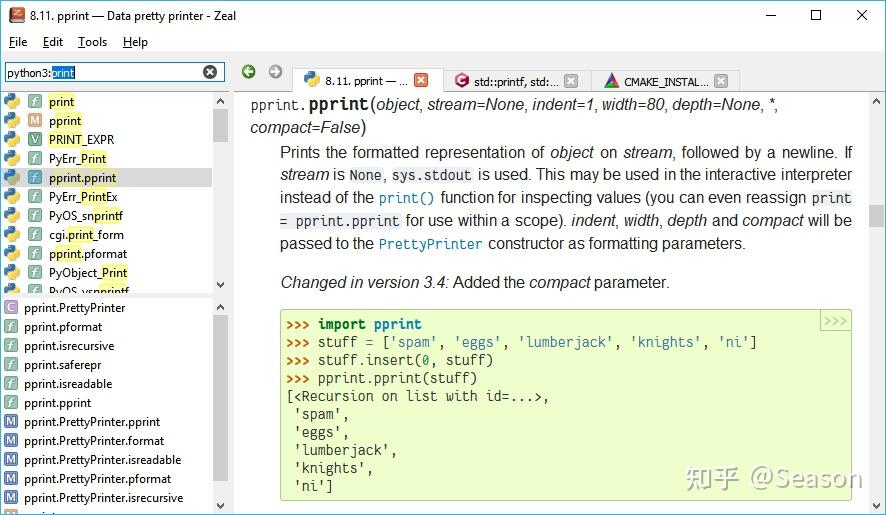 8.11. pprint — Data pretty printer - Zeal
File Edit Tools Help
python3:print
8.11. pprint — ...
std::printf, std:...
CMAKE_INSTAL...
print
pprint
PRINT_EXPR
PyErr_Print
pprint.pprint
PyErr_PrintEx
PyOS_snprintf
cgi.print_form
pprint.pformat
PyObject_Print
PyOS_vsnprintf
pprint.PrettyPrinter
pprint.pformat
pprint.isrecursive
pprint.saferepr
pprint.isreadable
pprint.pprint
pprint.PrettyPrinter.pprint
pprint.PrettyPrinter.format
pprint.PrettyPrinter.isreadable
pprint.PrettyPrinter.pformat
pprint.PrettyPrinter.isrecursive
pprint.pprint(object, stream=None, indent=1, width=80, depth=None, *,
compact=False)
Prints the formatted representation of object on stream, followed by a newline. If
stream is None, sys.stdout is used. This may be used in the interactive interpreter
instead of the print() function for inspecting values (you can even reassign print
= pprint.pprint for use within a scope). indent, width, depth and compact will be
passed to the PrettyPrinter constructor as formatting parameters.
Changed in version 3.4: Added the compact parameter.
>>>
>>> import pprint
>>> stuff = ['spam', 'eggs', 'lumberjack', 'knights', 'ni']
>>> stuff.insert(0, stuff)
>>> pprint.pprint(stuff)
[<Recursion on list with id=...>,
 'spam',
 'eggs',
 'lumberjack',
 'knights',
 'ni']
知乎 @Season